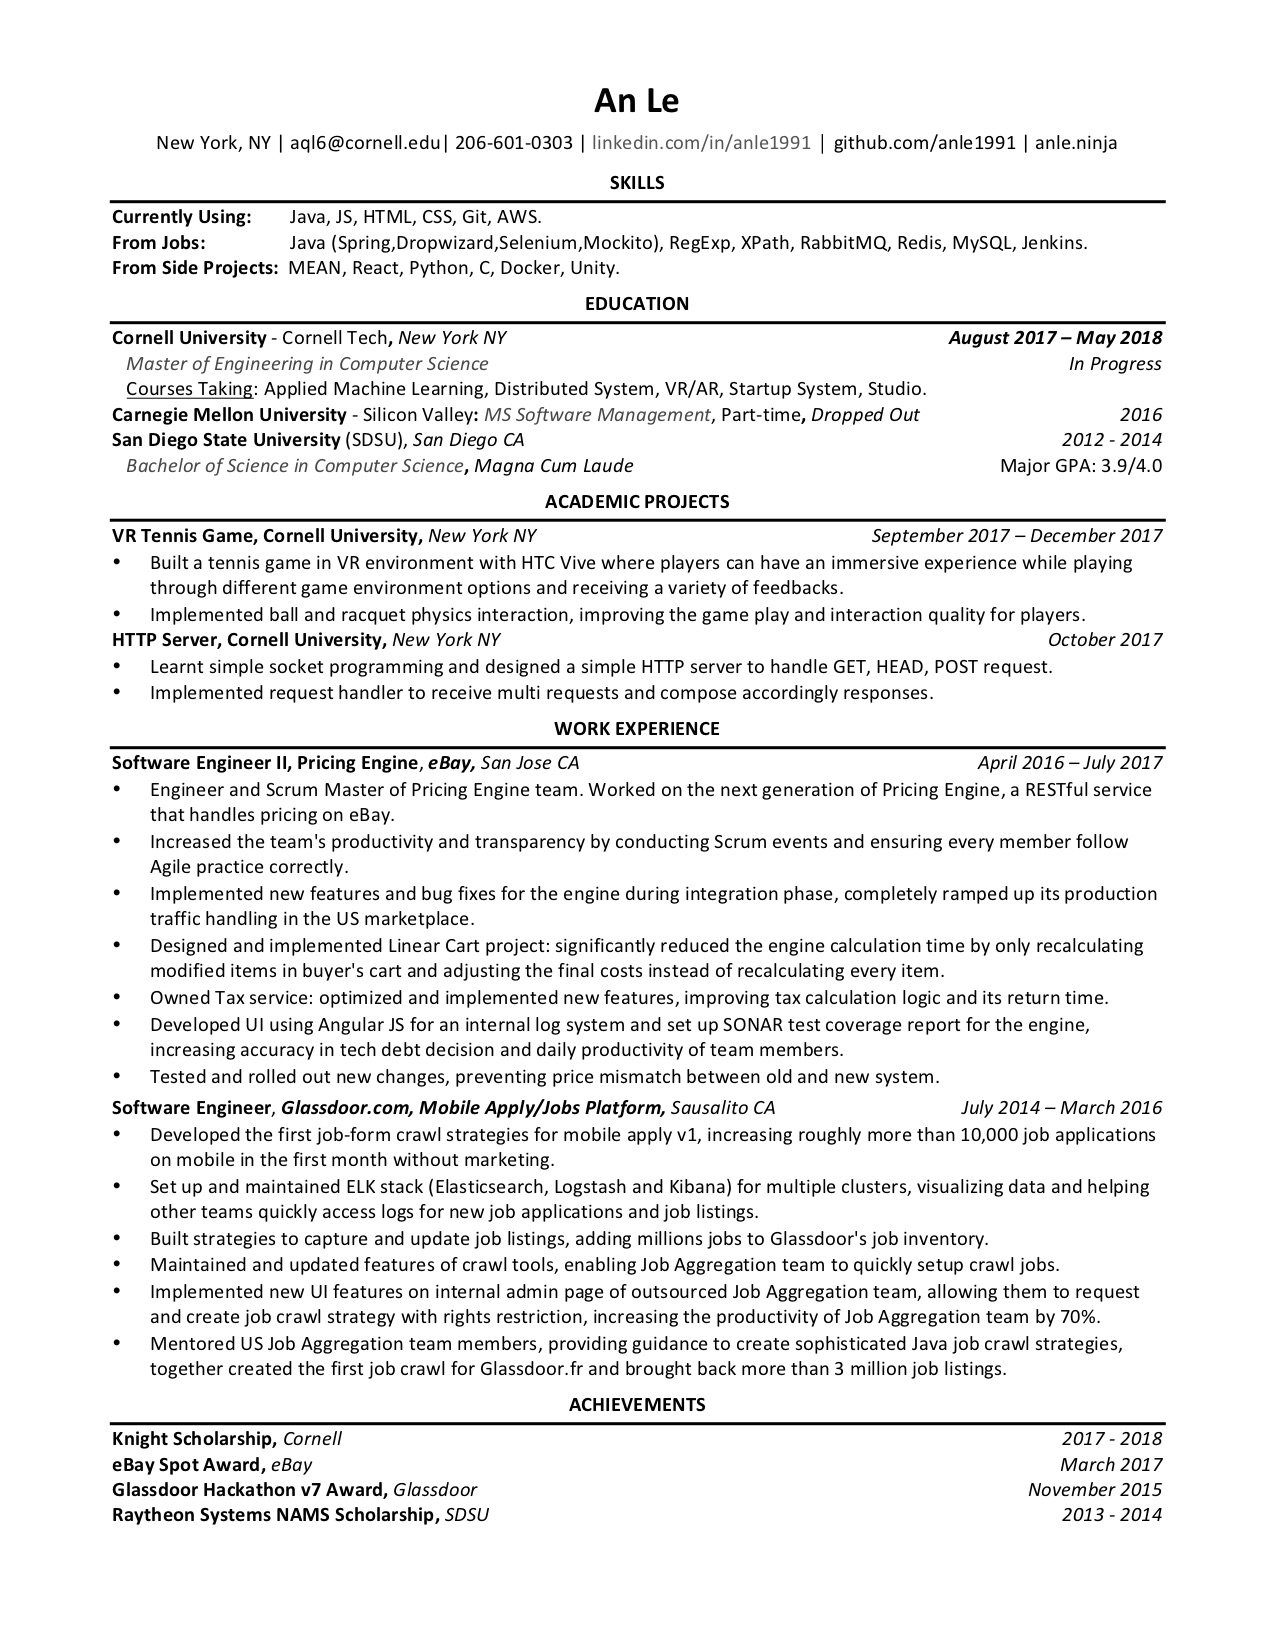 An Le
New York, NY | aql6@cornell.edu| 206-601-0303 | linkedin.com/in/anle1991 | github.com/anle1991 | anle.ninja
SKILLS
Currently Using: Java, JS, HTML, CSS, Git, AWS.
From Jobs: Java (Spring,Dropwizard,Selenium,Mockito), RegExp, XPath, RabbitMQ, Redis, MySQL, Jenkins.
From Side Projects: MEAN, React, Python, C, Docker, Unity.
EDUCATION
Cornell University - Cornell Tech, New York NY August 2017 – May 2018
Master of Engineering in Computer Science In Progress
Courses Taking: Applied Machine Learning, Distributed System, VR/AR, Startup System, Studio.
Carnegie Mellon University - Silicon Valley: MS Software Management, Part-time, Dropped Out 2016
San Diego State University (SDSU), San Diego CA 2012 - 2014
Bachelor of Science in Computer Science, Magna Cum Laude Major GPA: 3.9/4.0
ACADEMIC PROJECTS
VR Tennis Game, Cornell University, New York NY September 2017 – December 2017
• Built a tennis game in VR environment with HTC Vive where players can have an immersive experience while playing
through different game environment options and receiving a variety of feedbacks.
• Implemented ball and racquet physics interaction, improving the game play and interaction quality for players.
HTTP Server, Cornell University, New York NY October 2017
• Learnt simple socket programming and designed a simple HTTP server to handle GET, HEAD, POST request.
• Implemented request handler to receive multi requests and compose accordingly responses.
WORK EXPERIENCE
Software Engineer II, Pricing Engine, eBay, San Jose CA April 2016 – July 2017
• Engineer and Scrum Master of Pricing Engine team. Worked on the next generation of Pricing Engine, a RESTful service
that handles pricing on eBay.
• Increased the team's productivity and transparency by conducting Scrum events and ensuring every member follow
Agile practice correctly.
• Implemented new features and bug fixes for the engine during integration phase, completely ramped up its production
traffic handling in the US marketplace.
• Designed and implemented Linear Cart project: significantly reduced the engine calculation time by only recalculating
modified items in buyer's cart and adjusting the final costs instead of recalculating every item.
• Owned Tax service: optimized and implemented new features, improving tax calculation logic and its return time.
• Developed UI using Angular JS for an internal log system and set up SONAR test coverage report for the engine,
increasing accuracy in tech debt decision and daily productivity of team members.
• Tested and rolled out new changes, preventing price mismatch between old and new system.
Software Engineer, Glassdoor.com, Mobile Apply/Jobs Platform, Sausalito CA July 2014 – March 2016
• Developed the first job-form crawl strategies for mobile apply v1, increasing roughly more than 10,000 job applications
on mobile in the first month without marketing.
• Set up and maintained ELK stack (Elasticsearch, Logstash and Kibana) for multiple clusters, visualizing data and helping
other teams quickly access logs for new job applications and job listings.
• Built strategies to capture and update job listings, adding millions jobs to Glassdoor's job inventory.
• Maintained and updated features of crawl tools, enabling Job Aggregation team to quickly setup crawl jobs.
• Implemented new UI features on internal admin page of outsourced Job Aggregation team, allowing them to request
and create job crawl strategy with rights restriction, increasing the productivity of Job Aggregation team by 70%.
• Mentored US Job Aggregation team members, providing guidance to create sophisticated Java job crawl strategies,
together created the first job crawl for Glassdoor.fr and brought back more than 3 million job listings.
ACHIEVEMENTS
Knight Scholarship, Cornell 2017 - 2018
eBay Spot Award, eBay March 2017
Glassdoor Hackathon v7 Award, Glassdoor November 2015
Raytheon Systems NAMS Scholarship, SDSU 2013 - 2014